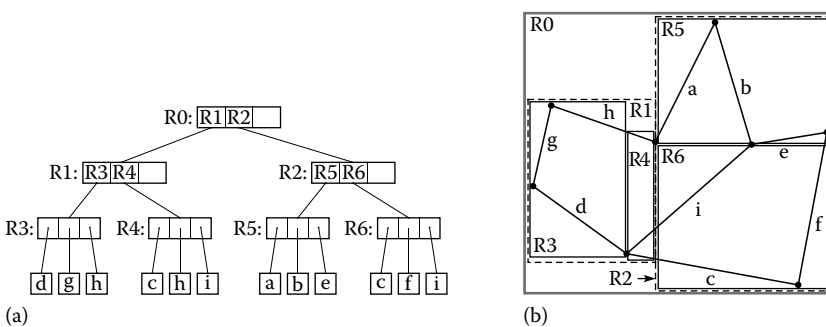 R0: R1 R2
R1: R3 R4
R2: R5 R6
R3:
R4:
R5:
R6:
d g h
c h i
a b e
c f i
(a)
R0
R5
a
b
h
R1
g
R4
R6
e
d
i
f
R3
R2
c
(b)